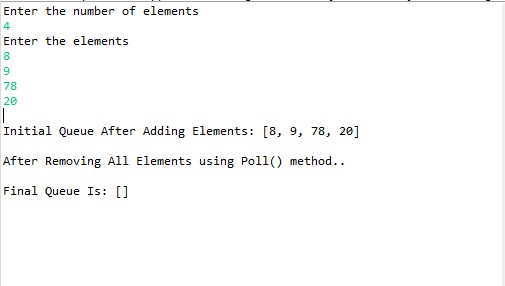 Enter the number of elements
4
Enter the elements
8
9
78
20
Initial Queue After Adding Elements: [8, 9, 78, 20]
After Removing All Elements using Poll() method..
Final Queue Is: []